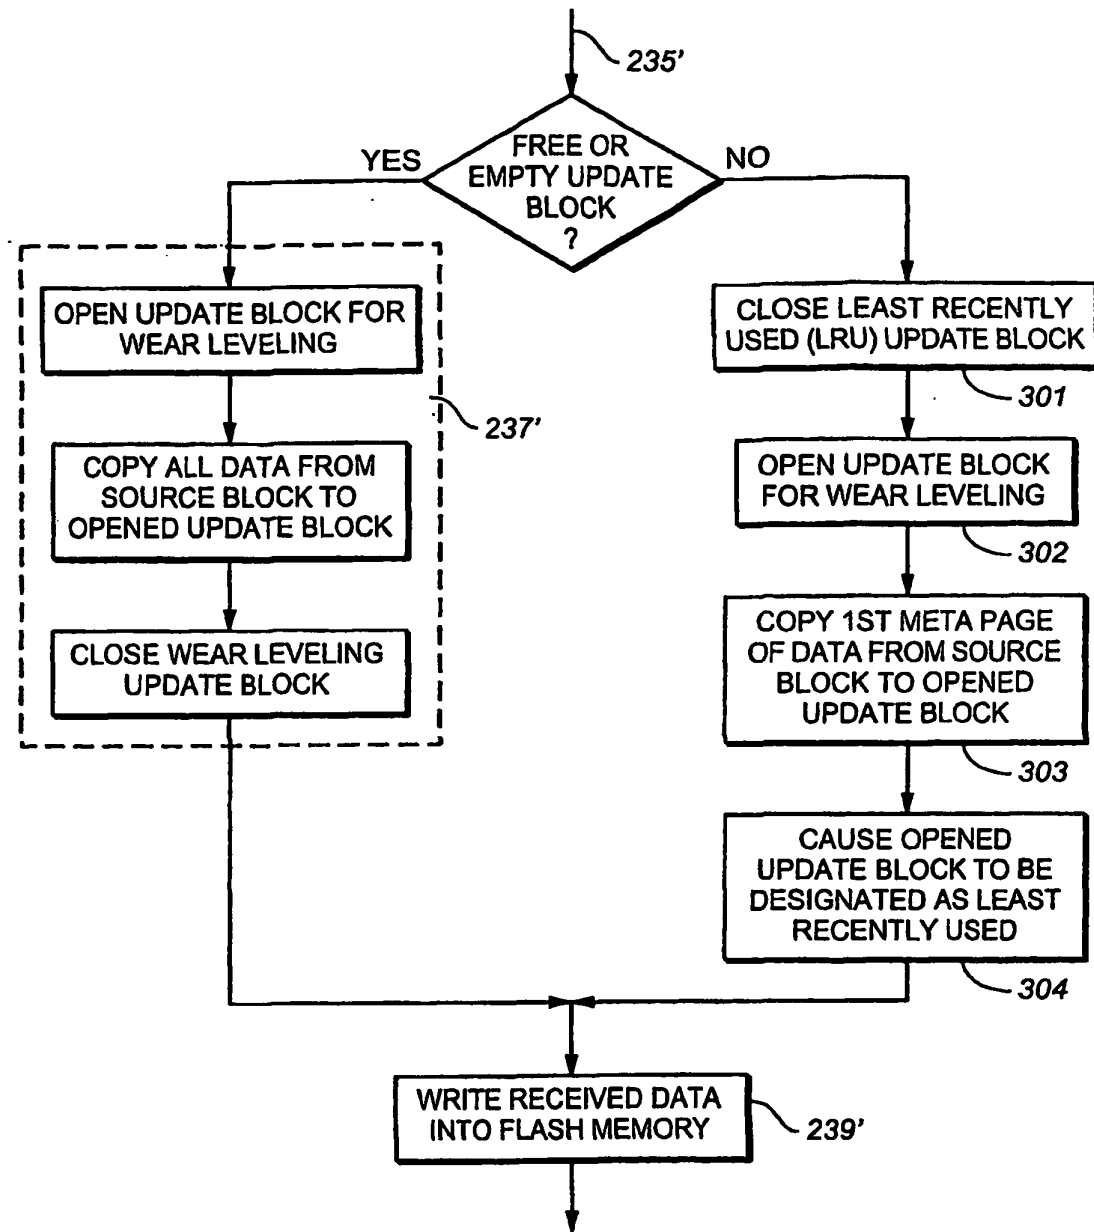 235'
FREE OR
EMPTY UPDATE
BLOCK
?
YES
NO
OPEN UPDATE BLOCK FOR
WEAR LEVELING
COPY ALL DATA FROM
SOURCE BLOCK TO
OPENED UPDATE BLOCK
CLOSE WEAR LEVELING
UPDATE BLOCK
237'
CLOSE LEAST RECENTLY
USED (LRU) UPDATE BLOCK
301
OPEN UPDATE BLOCK
FOR WEAR LEVELING
302
COPY 1ST META PAGE
OF DATA FROM SOURCE
BLOCK TO OPENED
UPDATE BLOCK
303
CAUSE OPENED
UPDATE BLOCK TO BE
DESIGNATED AS LEAST
RECENTLY USED
304
WRITE RECEIVED DATA
INTO FLASH MEMORY
239'